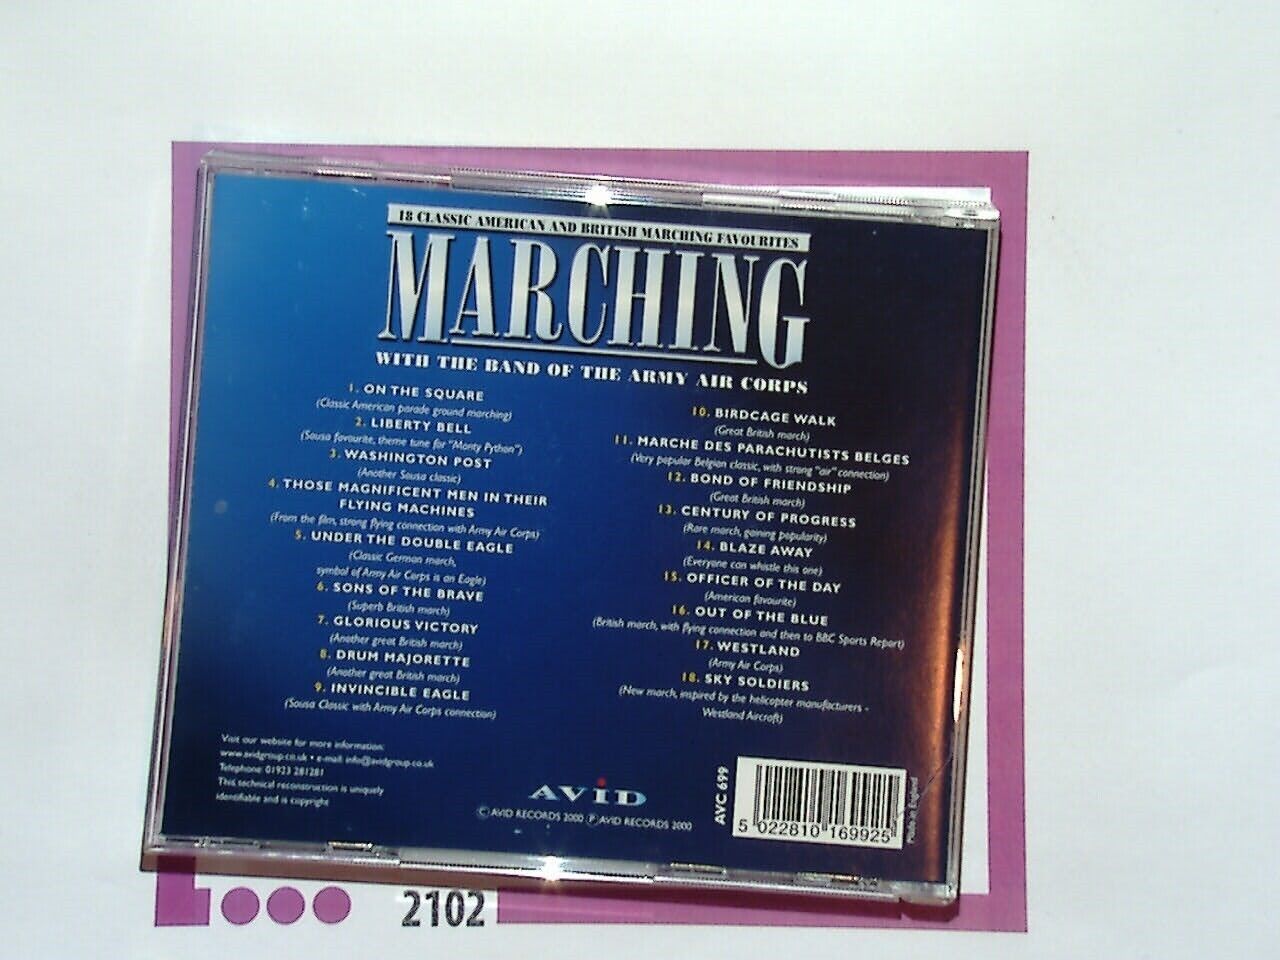 18 CLASSIC AMERICAN AND BRITISH MARCHING FAVOURITES
MARCHING
WITH THE BAND OF THE ARMY AIR CORPS
1. ON THE SQUARE
(Classic American parade ground marching)
2. LIBERTY BELL
(Sousa favourite, theme tune for "Monty Python")
3. WASHINGTON POST
(Another Sousa classic)
4. THOSE MAGNIFICENT MEN IN THEIR
FLYING MACHINES
(From the film, strong flying connection with Army Air Corps)
5. UNDER THE DOUBLE EAGLE
(Classic German march,
symbol of Army Air Corps is an Eagle)
6. SONS OF THE BRAVE
(Superb British march)
7. GLORIOUS VICTORY
(Another great British march)
8. DRUM MAJORETTE
(Another great British march)
9. INVINCIBLE EAGLE
(Sousa Classic with Army Air Corps connection)
10. BIRDCAGE WALK
(Great British march)
11. MARCHE DES PARACHUTISTS BELGES
(Very popular Belgian classic, with strong "air" connection)
12. BOND OF FRIENDSHIP
(Great British march)
13. CENTURY OF PROGRESS
(Rare march, gaining popularity)
14. BLAZE AWAY
(Everyone can whistle this one)
15. OFFICER OF THE DAY
(American favourite)
16. OUT OF THE BLUE
(British march, with flying connection and then to BBC Sports Report)
17. WESTLAND
(Army Air Corps)
18. SKY SOLDIERS
(New march, inspired by the helicopter manufacturers -
Westland Aircraft)
Visit our website for more information:
www.avidgroup.co.uk • e-mail: info@avidgroup.co.uk
Telephone: 01923 281281
This technical reconstruction is uniquely
identifiable and is copyright
AVID
© AVID RECORDS 2000 Ⓟ AVID RECORDS 2000
AVC 699
5 022810 169925
Made in England
2102